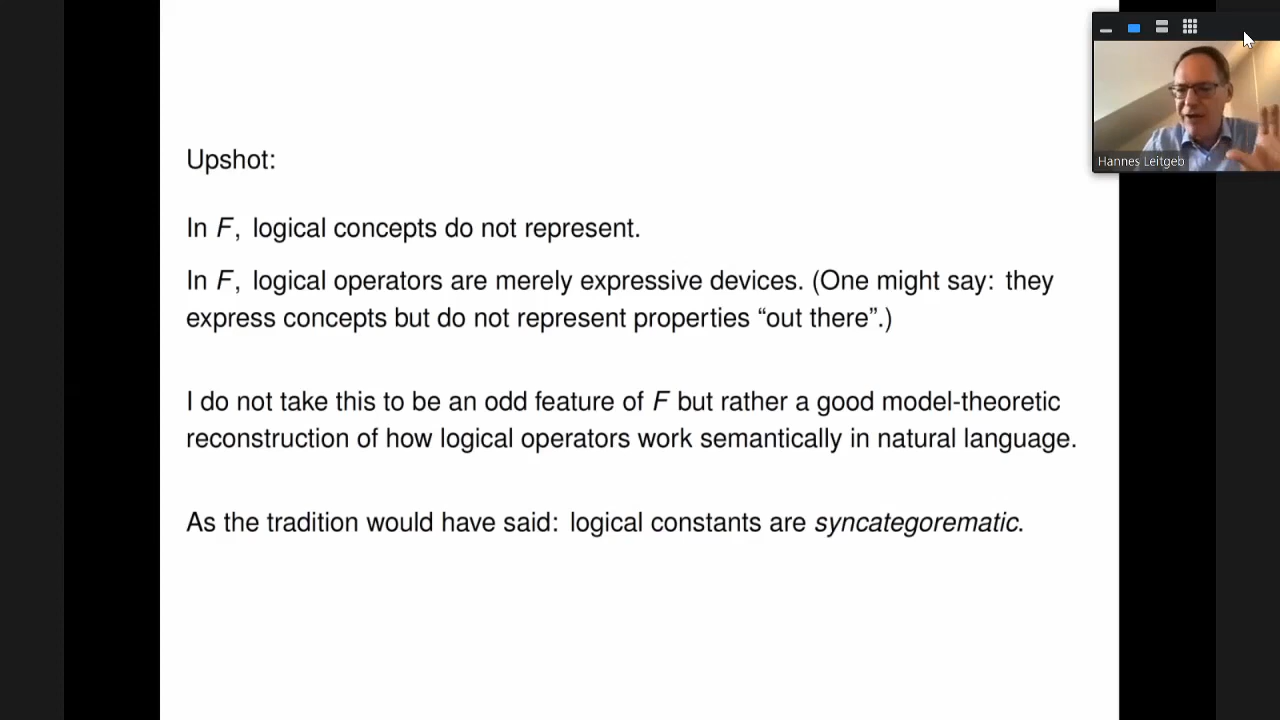 Upshot:
In F, logical concepts do not represent.
In F, logical operators are merely expressive devices. (One might say: they
express concepts but do not represent properties “out there”.)
I do not take this to be an odd feature of F but rather a good model-theoretic
reconstruction of how logical operators work semantically in natural language.
As the tradition would have said: logical constants are syncategorematic.
Hannes Leitgeb